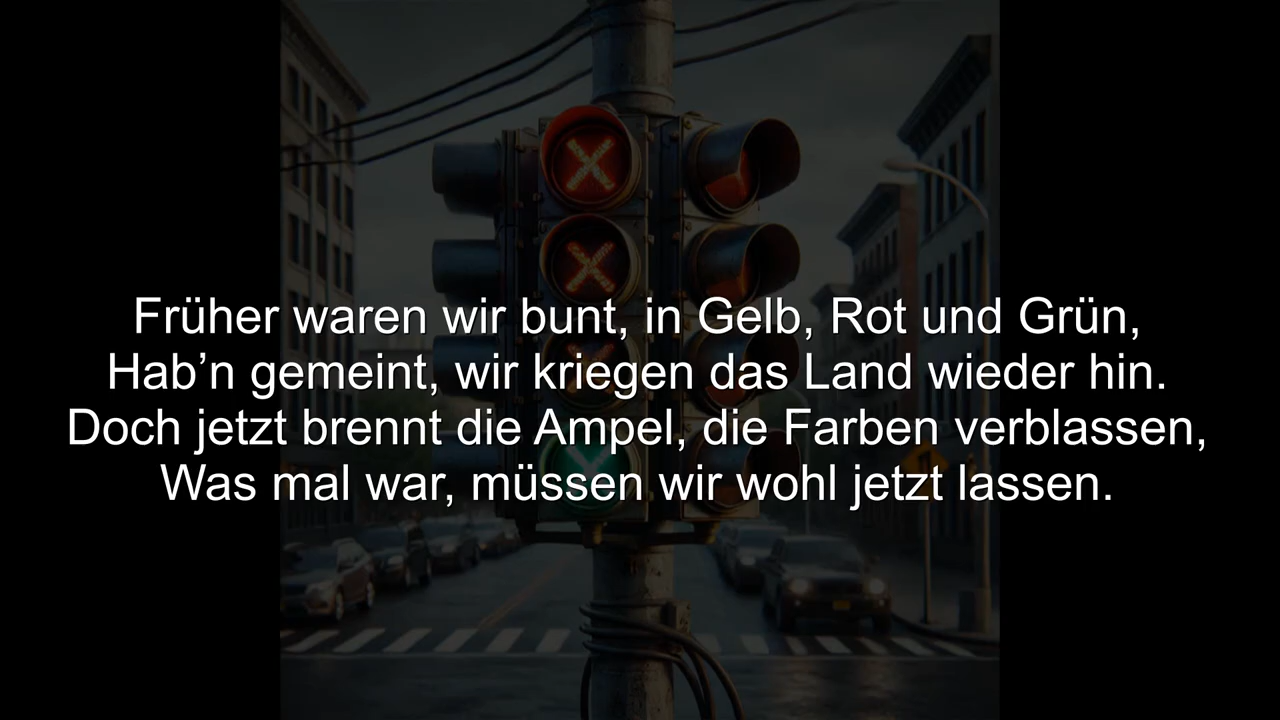 Früher waren wir bunt, in Gelb, Rot und Grün,
Hab’n gemeint, wir kriegen das Land wieder hin.
Doch jetzt brennt die Ampel, die Farben verblassen,
Was mal war, müssen wir wohl jetzt lassen.